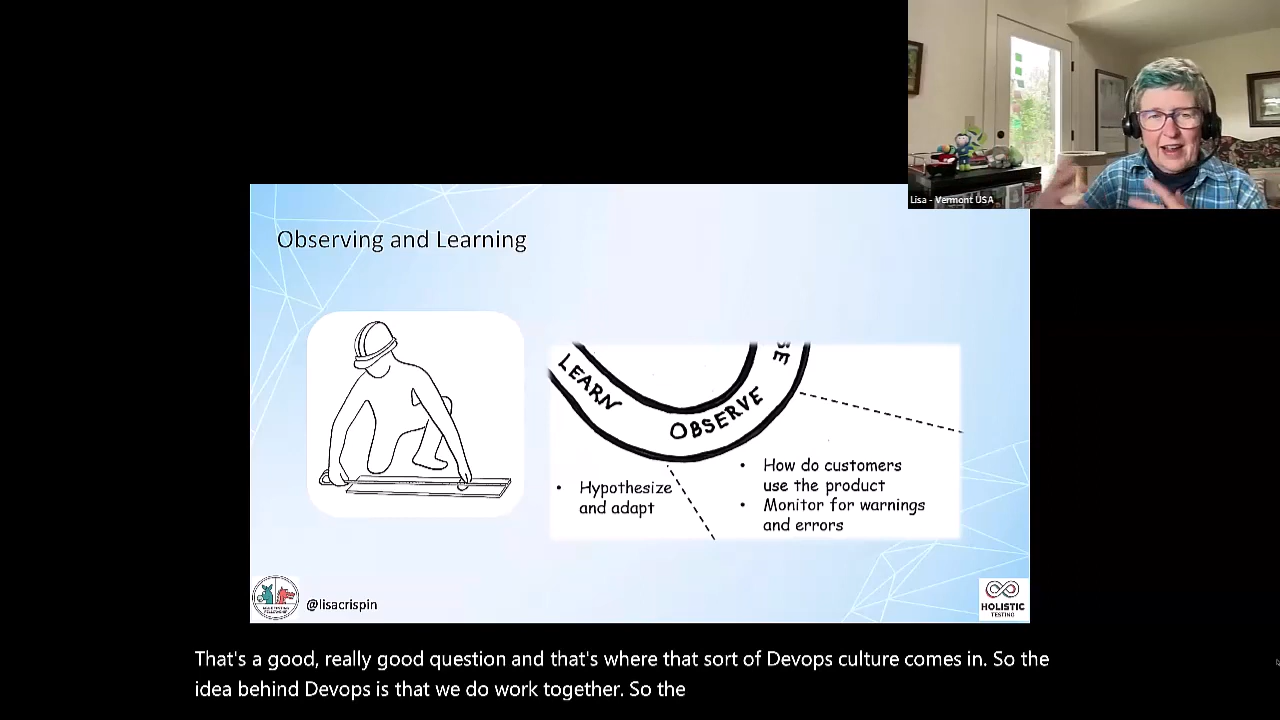 Lisa - Vermont USA
Observing and Learning
LEARN
OBSERVE
• Hypothesize
and adapt
• How do customers
use the product
• Monitor for warnings
and errors
@lisacrispin
HOLISTIC
TESTING
That's a good, really good question and that's where that sort of Devops culture comes in. So the
idea behind Devops is that we do work together. So the